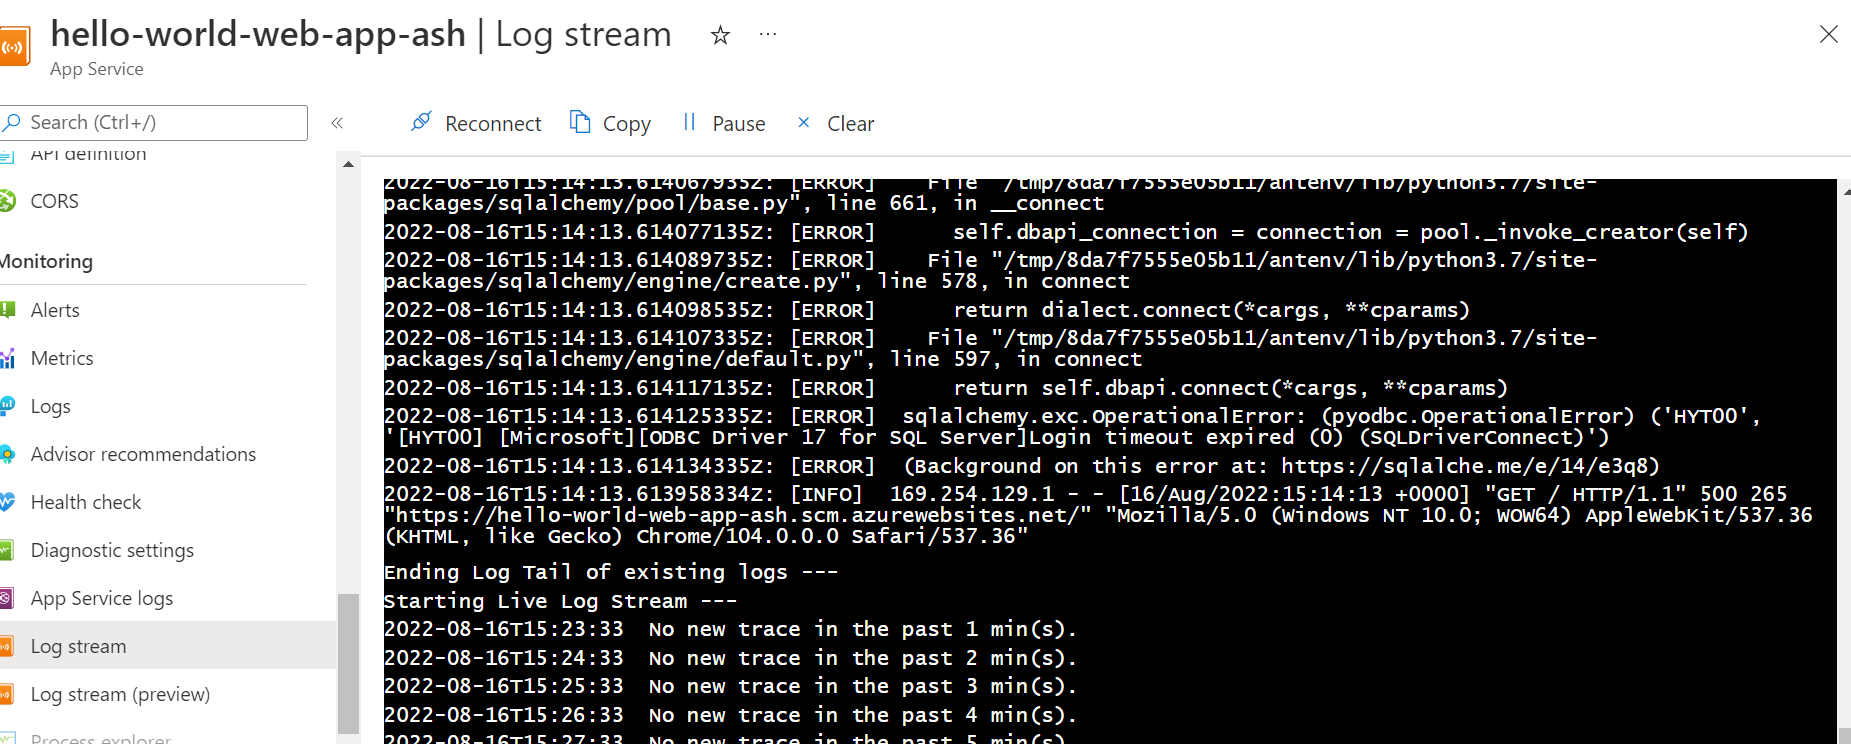 hello-world-web-app-ash | Log stream
App Service
Search (Ctrl+/)
Reconnect
Copy
Pause
Clear
API definition
CORS
Monitoring
Alerts
Metrics
Logs
Advisor recommendations
Health check
Diagnostic settings
App Service logs
Log stream
Log stream (preview)
Process explorer
2022-08-16T15:14:13.614067935Z: [ERROR]    File "/tmp/8da7f7555e05b11/antenv/lib/python3.7/site-
packages/sqlalchemy/pool/base.py", line 661, in __connect
2022-08-16T15:14:13.614077135Z: [ERROR]      self.dbapi_connection = connection = pool._invoke_creator(self)
2022-08-16T15:14:13.614089735Z: [ERROR]    File "/tmp/8da7f7555e05b11/antenv/lib/python3.7/site-
packages/sqlalchemy/engine/create.py", line 578, in connect
2022-08-16T15:14:13.614098535Z: [ERROR]      return dialect.connect(*cargs, **cparams)
2022-08-16T15:14:13.614107335Z: [ERROR]    File "/tmp/8da7f7555e05b11/antenv/lib/python3.7/site-
packages/sqlalchemy/engine/default.py", line 597, in connect
2022-08-16T15:14:13.614117135Z: [ERROR]      return self.dbapi.connect(*cargs, **cparams)
2022-08-16T15:14:13.614125335Z: [ERROR]  sqlalchemy.exc.OperationalError: (pyodbc.OperationalError) ('HYT00',
'[HYT00] [Microsoft][ODBC Driver 17 for SQL Server]Login timeout expired (0) (SQLDriverConnect)')
2022-08-16T15:14:13.614134335Z: [ERROR]  (Background on this error at: https://sqlalche.me/e/14/e3q8)
2022-08-16T15:14:13.613958334Z: [INFO]  169.254.129.1 - - [16/Aug/2022:15:14:13 +0000] "GET / HTTP/1.1" 500 265
"https://hello-world-web-app-ash.scm.azurewebsites.net/" "Mozilla/5.0 (Windows NT 10.0; WOW64) AppleWebKit/537.36
(KHTML, like Gecko) Chrome/104.0.0.0 Safari/537.36"
Ending Log Tail of existing logs ---
Starting Live Log Stream ---
2022-08-16T15:23:33  No new trace in the past 1 min(s).
2022-08-16T15:24:33  No new trace in the past 2 min(s).
2022-08-16T15:25:33  No new trace in the past 3 min(s).
2022-08-16T15:26:33  No new trace in the past 4 min(s).
2022-08-16T15:27:33  No new trace in the past 5 min(s).